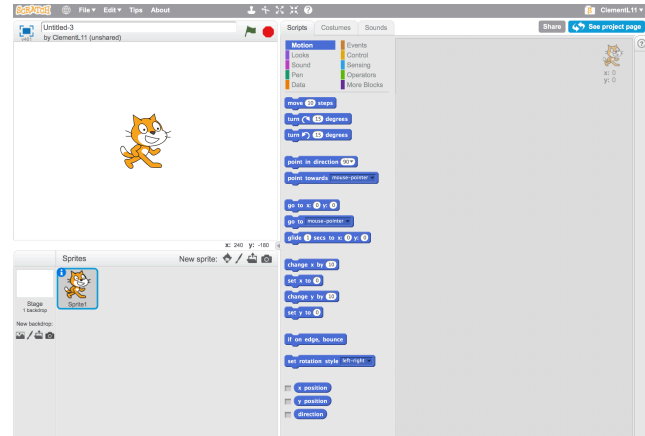 SCRATCH File Edit Tips About ClementL11
Untitled-3
by ClementL11 (unshared)
Scripts Costumes Sounds Share See project page
Motion Events
Looks Control
Sound Sensing
Pen Operators
Data More Blocks
x: 0
y: 0
move 10 steps
turn 15 degrees
turn 15 degrees
point in direction 90
point towards mouse-pointer
go to x: 0 y: 0
go to mouse-pointer
glide 1 secs to x: 0 y: 0
change x by 10
set x to 0
change y by 10
set y to 0
if on edge, bounce
set rotation style left-right
x position
y position
direction
x: 240 y: -180
Sprites New sprite:
Stage
1 backdrop
Sprite1
New backdrop: